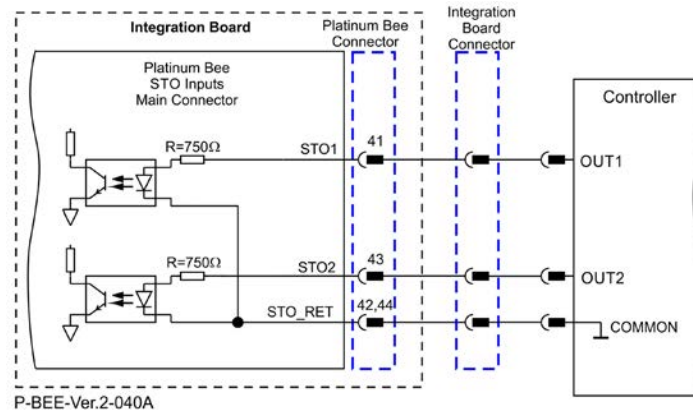 Integration Board
Platinum Bee
Connector
Integration
Board
Connector
Platinum Bee
STO Inputs
Main Connector
Controller
R=750Ω
STO1
41
OUT1
R=750Ω
STO2
43
OUT2
STO_RET
42,44
COMMON
P-BEE-Ver.2-040A